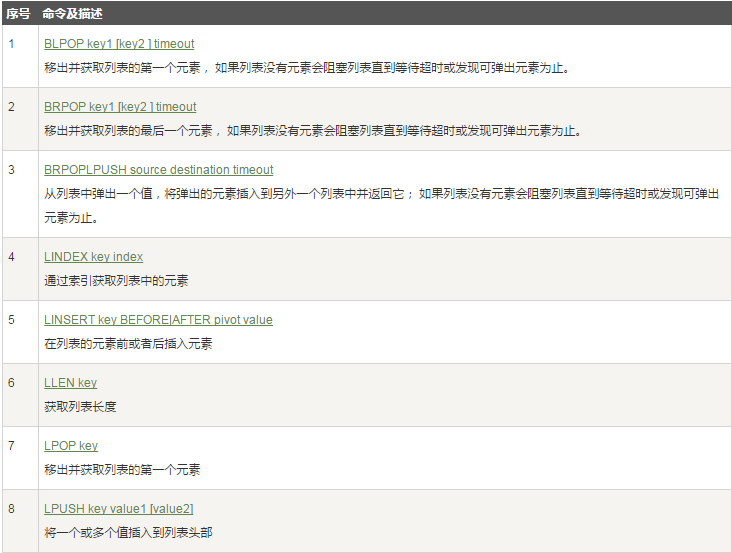 序号 命令及描述
1 BLPOP key1 [key2 ] timeout
移出并获取列表的第一个元素， 如果列表没有元素会阻塞列表直到等待超时或发现可弹出元素为止。
2 BRPOP key1 [key2 ] timeout
移出并获取列表的最后一个元素， 如果列表没有元素会阻塞列表直到等待超时或发现可弹出元素为止。
3 BRPOPLPUSH source destination timeout
从列表中弹出一个值，将弹出的元素插入到另外一个列表中并返回它； 如果列表没有元素会阻塞列表直到等待超时或发现可弹出
元素为止。
4 LINDEX key index
通过索引获取列表中的元素
5 LINSERT key BEFORE|AFTER pivot value
在列表的元素前或者后插入元素
6 LLEN key
获取列表长度
7 LPOP key
移出并获取列表的第一个元素
8 LPUSH key value1 [value2]
将一个或多个值插入到列表头部